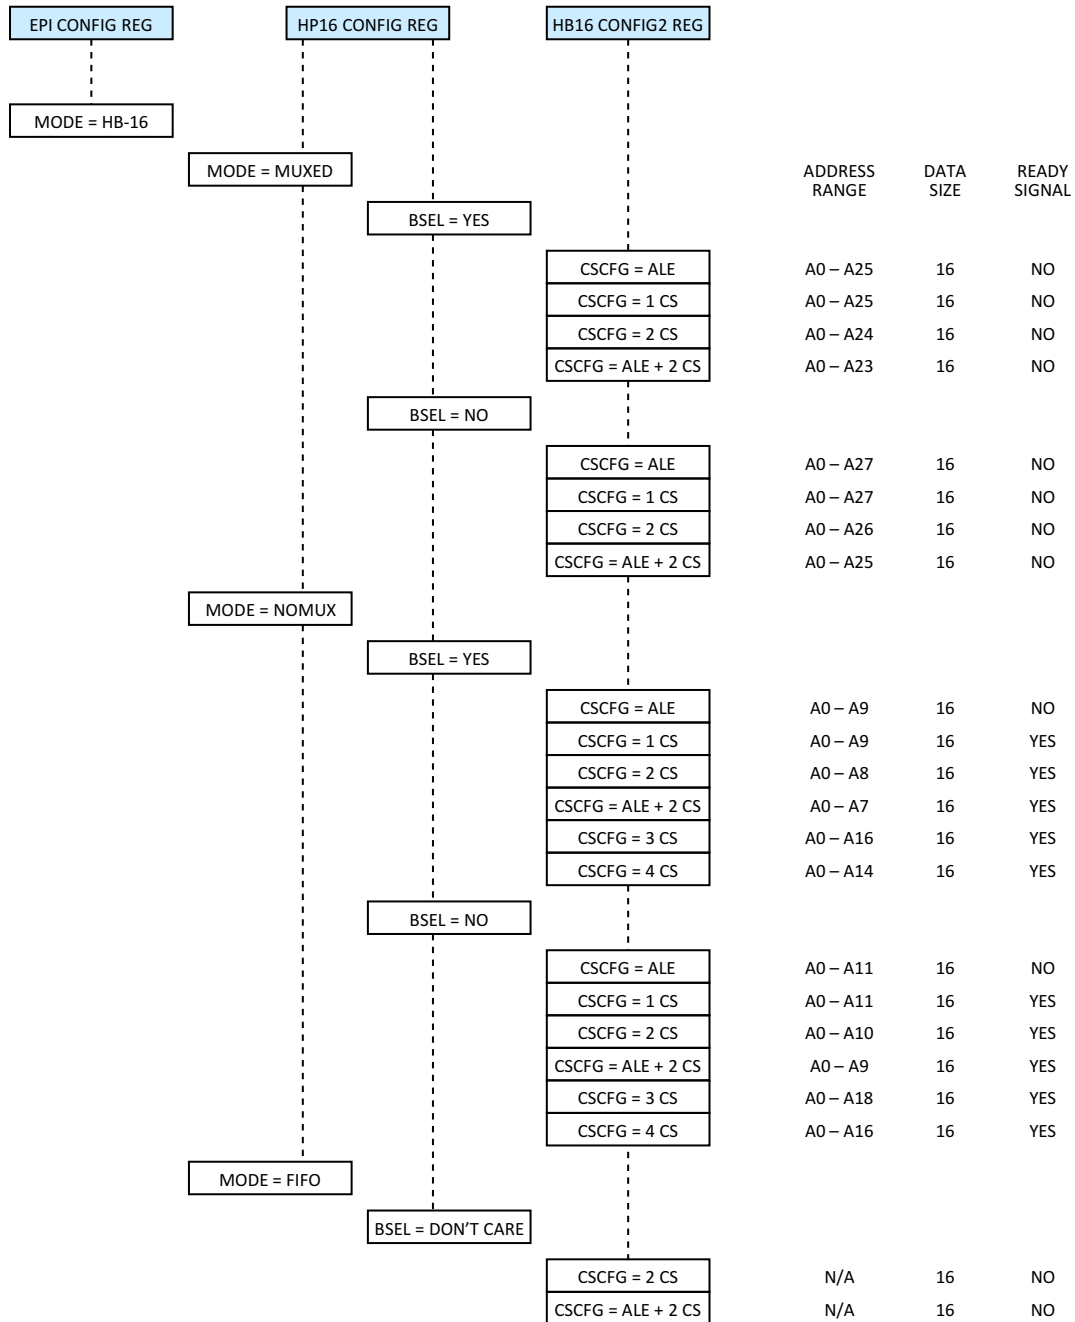 EPI CONFIG REG HP16 CONFIG REG HB16 CONFIG2 REG
MODE = HB-16
MODE = MUXED
ADDRESS RANGE DATA SIZE READY SIGNAL
BSEL = YES
CSCFG = ALE A0 – A25 16 NO
CSCFG = 1 CS A0 – A25 16 NO
CSCFG = 2 CS A0 – A24 16 NO
CSCFG = ALE + 2 CS A0 – A23 16 NO
BSEL = NO
CSCFG = ALE A0 – A27 16 NO
CSCFG = 1 CS A0 – A27 16 NO
CSCFG = 2 CS A0 – A26 16 NO
CSCFG = ALE + 2 CS A0 – A25 16 NO
MODE = NOMUX
BSEL = YES
CSCFG = ALE A0 – A9 16 NO
CSCFG = 1 CS A0 – A9 16 YES
CSCFG = 2 CS A0 – A8 16 YES
CSCFG = ALE + 2 CS A0 – A7 16 YES
CSCFG = 3 CS A0 – A16 16 YES
CSCFG = 4 CS A0 – A14 16 YES
BSEL = NO
CSCFG = ALE A0 – A11 16 NO
CSCFG = 1 CS A0 – A11 16 YES
CSCFG = 2 CS A0 – A10 16 YES
CSCFG = ALE + 2 CS A0 – A9 16 YES
CSCFG = 3 CS A0 – A18 16 YES
CSCFG = 4 CS A0 – A16 16 YES
MODE = FIFO
BSEL = DON’T CARE
CSCFG = 2 CS N/A 16 NO
CSCFG = ALE + 2 CS N/A 16 NO